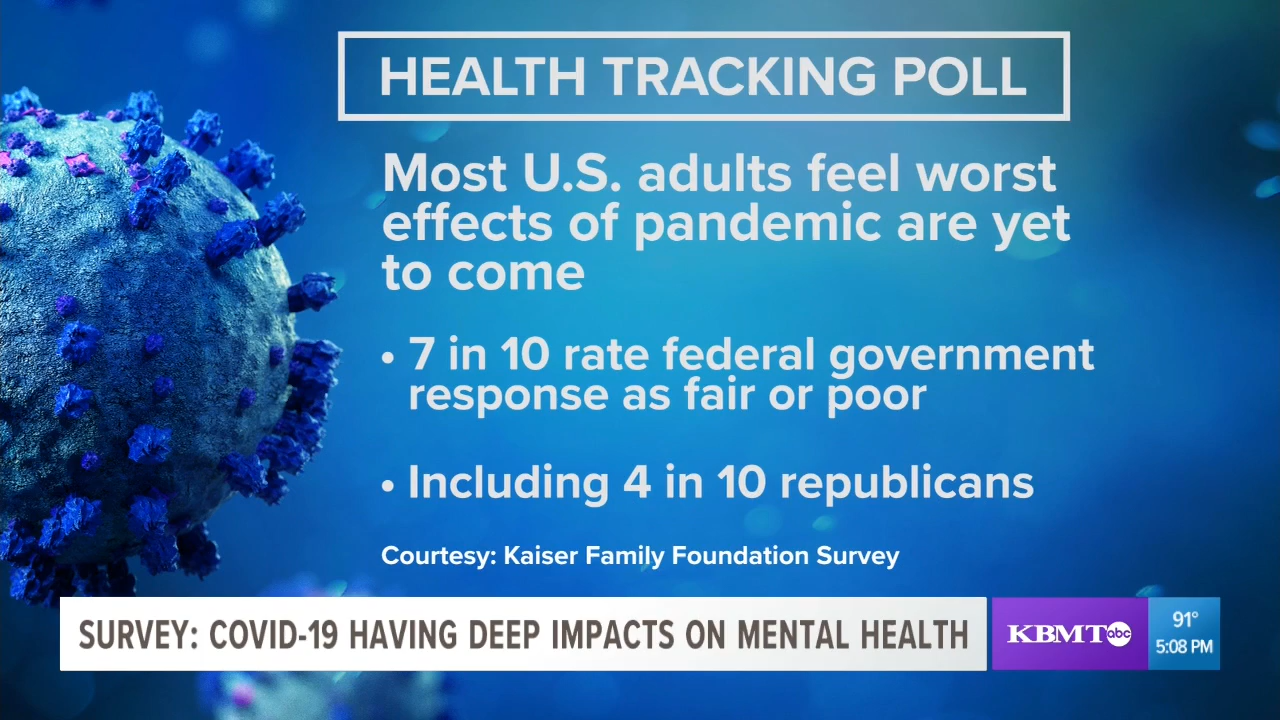 HEALTH TRACKING POLL
Most U.S. adults feel worst
effects of pandemic are yet
to come
• 7 in 10 rate federal government
response as fair or poor
• Including 4 in 10 republicans
Courtesy: Kaiser Family Foundation Survey
SURVEY: COVID-19 HAVING DEEP IMPACTS ON MENTAL HEALTH
KBMT abc
91°
5:08 PM